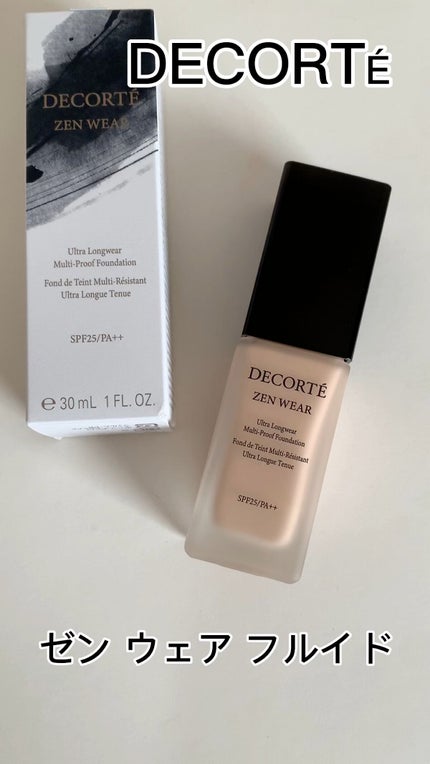 DECORTÉ
DECORTÉ
ZEN WEAR
Ultra Longwear
Multi-Proof Foundation
Fond de Teint Multi-Résistant
Ultra Longue Tenue
SPF25/PA++
℮ 30 mL 1 FL. OZ.
DECORTÉ
ZEN WEAR
Ultra Longwear
Multi-Proof Foundation
Fond de Teint Multi-Résistant
Ultra Longue Tenue
SPF25/PA++
ゼン ウェア フルイド